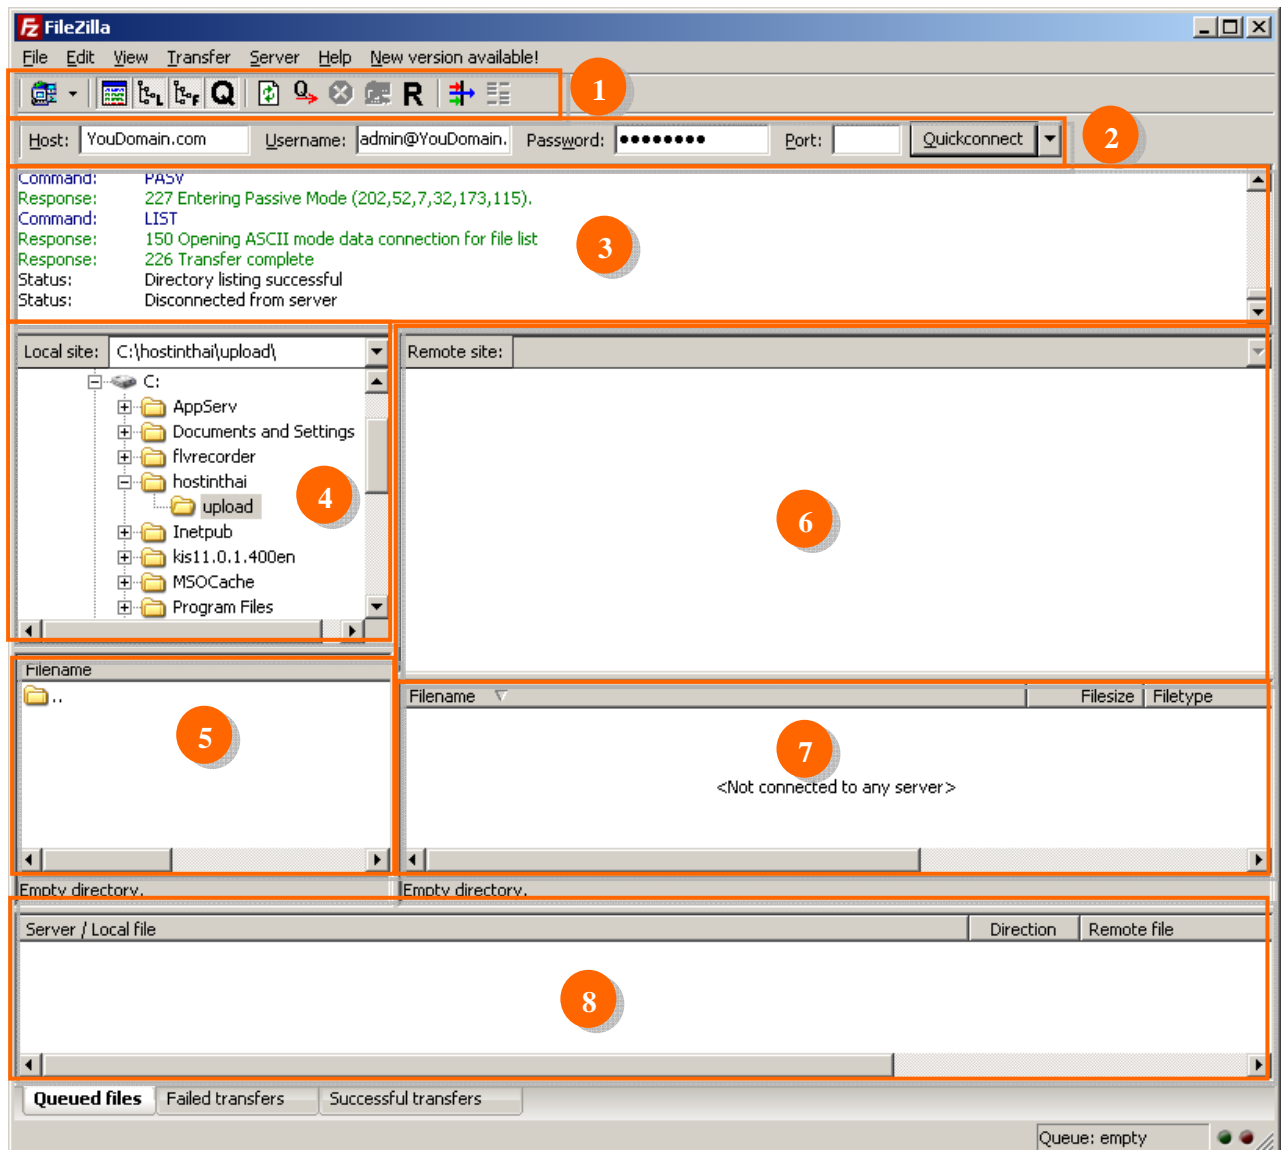 FileZilla
File Edit View Transfer Server Help New version available!
L F Q Q R
1
Host: YouDomain.com Username: admin@YouDomain. Password: ●●●●●●●● Port: Quickconnect
2
Command: PASV
Response: 227 Entering Passive Mode (202,52,7,32,173,115).
Command: LIST
Response: 150 Opening ASCII mode data connection for file list
Response: 226 Transfer complete
Status: Directory listing successful
Status: Disconnected from server
3
Local site: C:\hostinthai\upload\
C:
AppServ
Documents and Settings
flvrecorder
hostinthai
upload
Inetpub
kis11.0.1.400en
MSOCache
Program Files
4
Remote site:
6
Filename
..
5
Empty directory.
Filename Filesize Filetype
7
<Not connected to any server>
Empty directory.
Server / Local file Direction Remote file
8
Queued files Failed transfers Successful transfers
Queue: empty